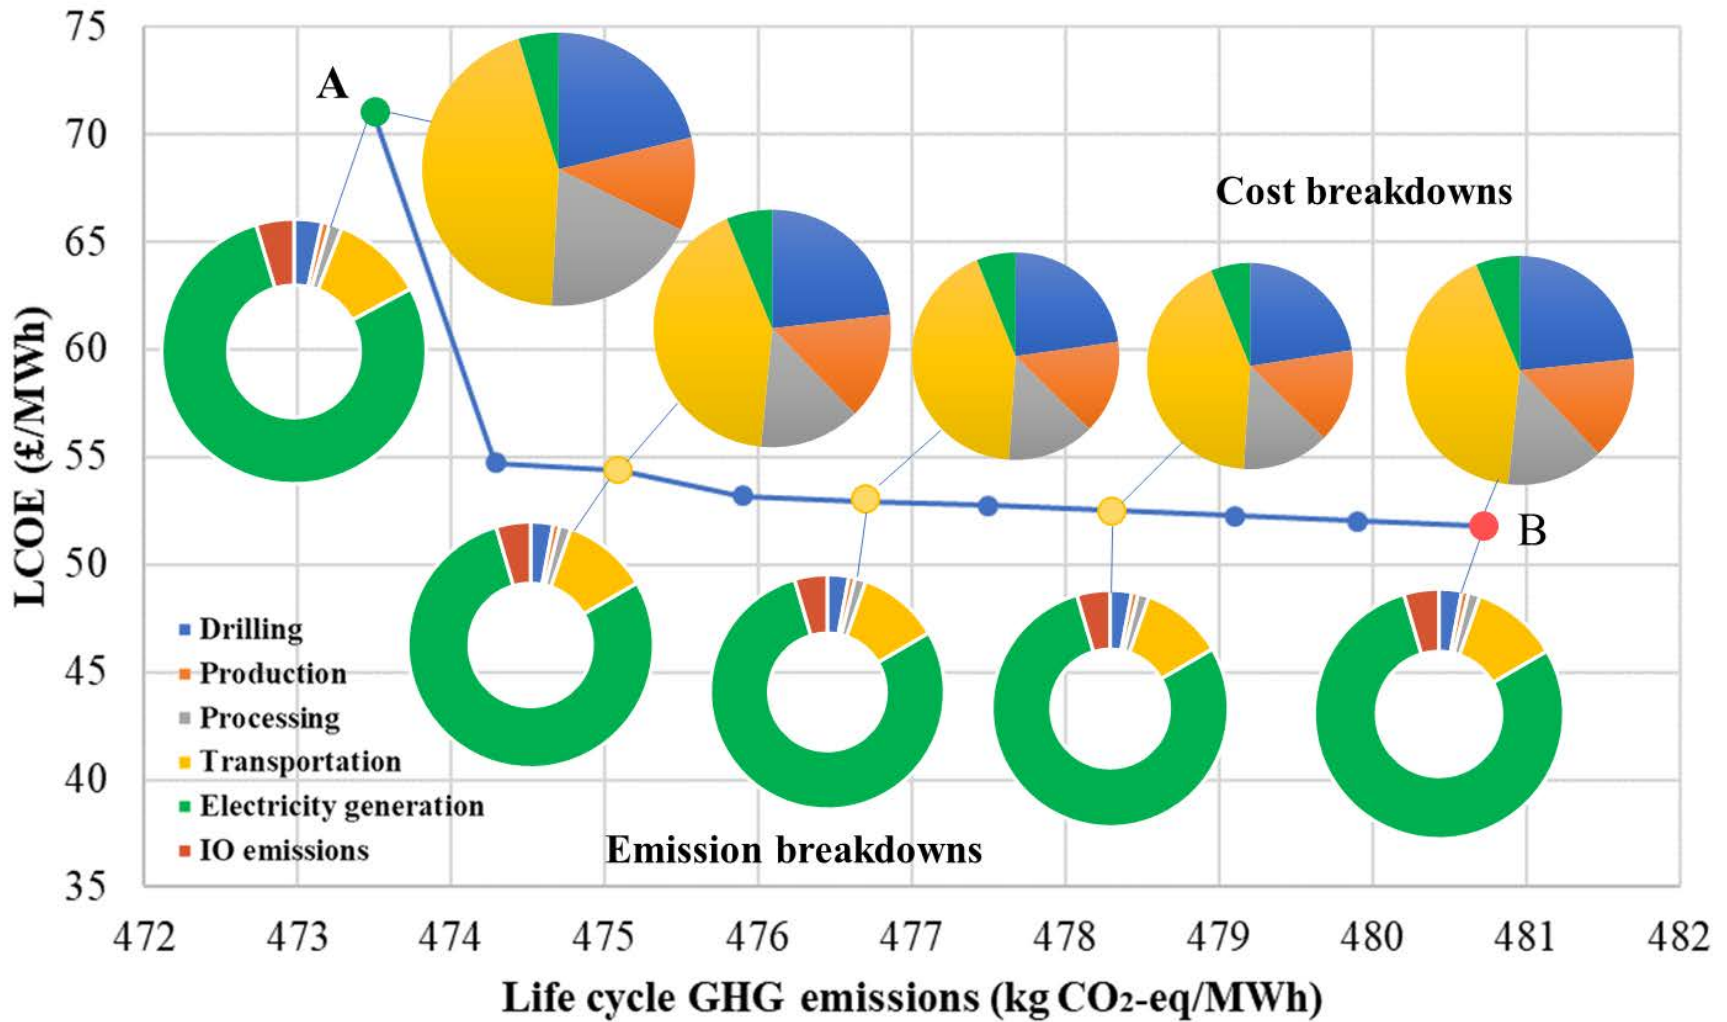 75
70
65
60
55
50
45
40
35
LCOE (£/MWh)
A
Cost breakdowns
B
Drilling
Production
Processing
Transportation
Electricity generation
IO emissions
Emission breakdowns
472 473 474 475 476 477 478 479 480 481 482
Life cycle GHG emissions (kg CO₂-eq/MWh)